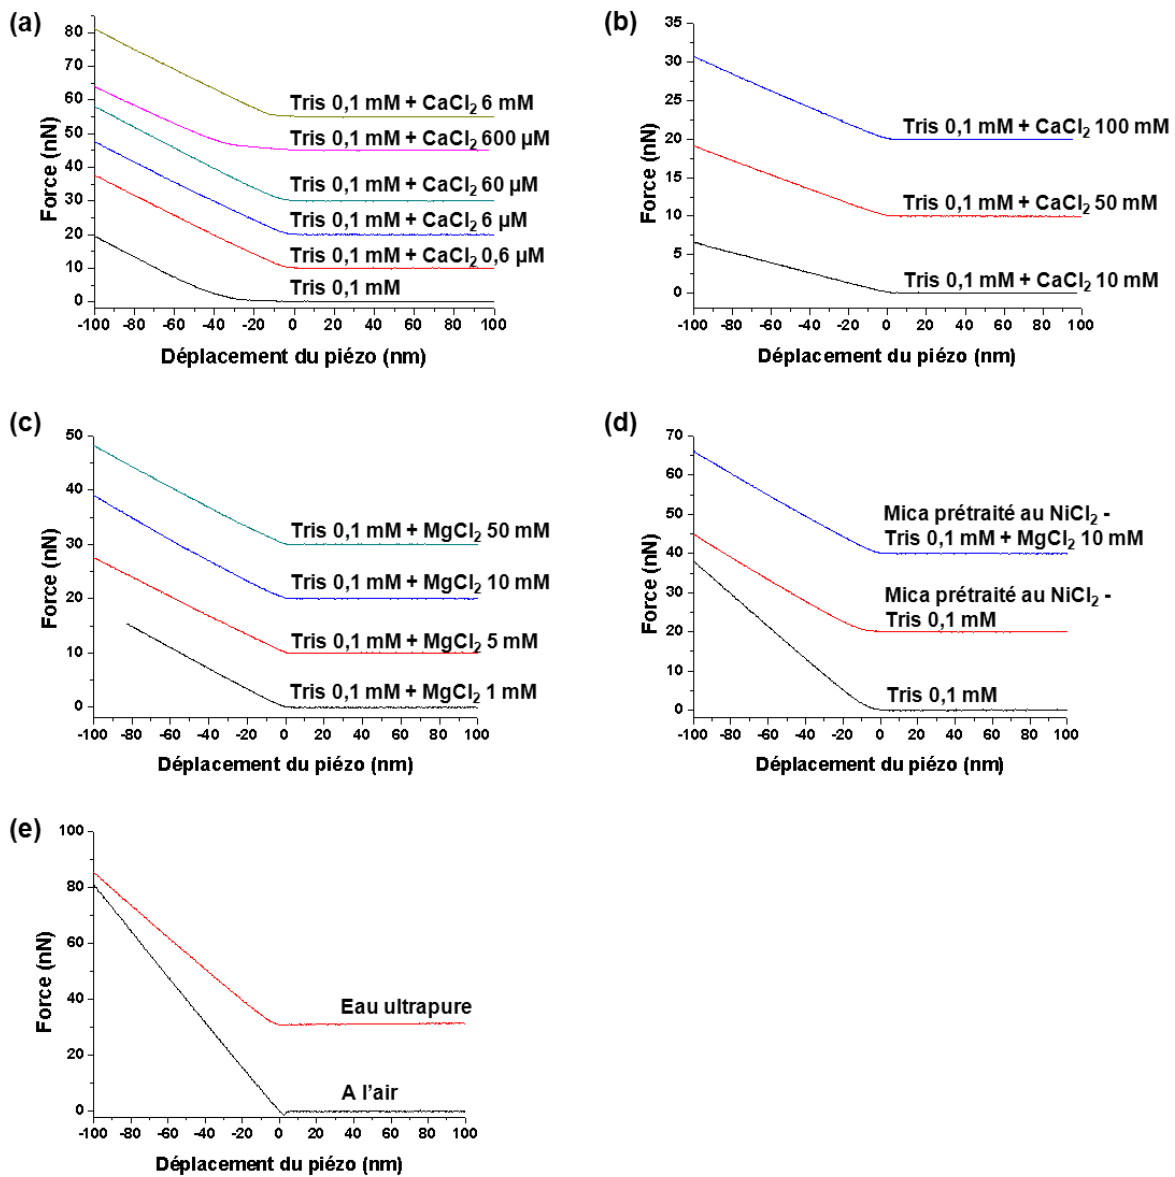 (a)
80
70
60
50
40
30
20
10
0
Force (nN)
Tris 0,1 mM + CaCl2 6 mM
Tris 0,1 mM + CaCl2 600 µM
Tris 0,1 mM + CaCl2 60 µM
Tris 0,1 mM + CaCl2 6 µM
Tris 0,1 mM + CaCl2 0,6 µM
Tris 0,1 mM
-100 -80 -60 -40 -20 0 20 40 60 80 100
Déplacement du piézo (nm)
(b)
35
30
25
20
15
10
5
0
Force (nN)
Tris 0,1 mM + CaCl2 100 mM
Tris 0,1 mM + CaCl2 50 mM
Tris 0,1 mM + CaCl2 10 mM
-100 -80 -60 -40 -20 0 20 40 60 80 100
Déplacement du piézo (nm)
(c)
50
40
30
20
10
0
Force (nN)
Tris 0,1 mM + MgCl2 50 mM
Tris 0,1 mM + MgCl2 10 mM
Tris 0,1 mM + MgCl2 5 mM
Tris 0,1 mM + MgCl2 1 mM
-100 -80 -60 -40 -20 0 20 40 60 80 100
Déplacement du piézo (nm)
(d)
70
60
50
40
30
20
10
0
Force (nN)
Mica prétraité au NiCl2 -
Tris 0,1 mM + MgCl2 10 mM
Mica prétraité au NiCl2 -
Tris 0,1 mM
Tris 0,1 mM
-100 -80 -60 -40 -20 0 20 40 60 80 100
Déplacement du piézo (nm)
(e)
100
80
60
40
20
0
Force (nN)
Eau ultrapure
A l'air
-100 -80 -60 -40 -20 0 20 40 60 80 100
Déplacement du piézo (nm)